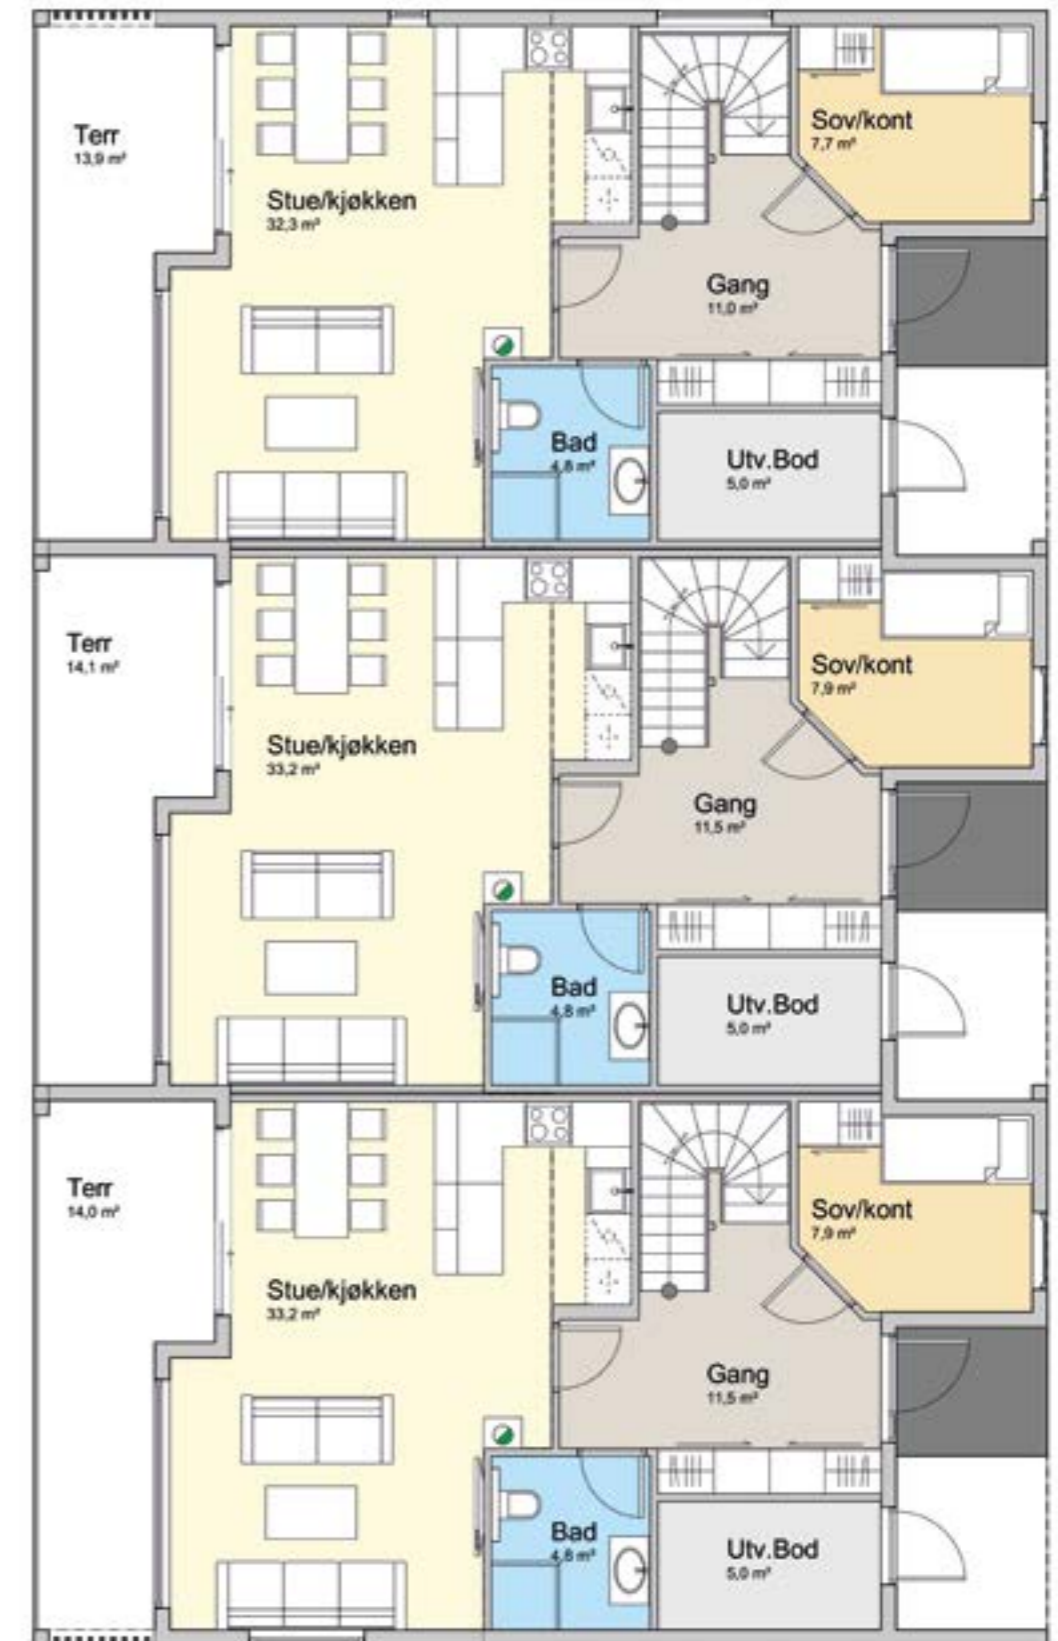 Terr
13,9 m²
Stue/kjøkken
32,3 m²
Sov/kont
7,7 m²
Gang
11,0 m²
Bad
4,8 m²
Utv.Bod
5,0 m²
Terr
14,1 m²
Stue/kjøkken
33,2 m²
Sov/kont
7,9 m²
Gang
11,5 m²
Bad
4,8 m²
Utv.Bod
5,0 m²
Terr
14,0 m²
Stue/kjøkken
33,2 m²
Sov/kont
7,9 m²
Gang
11,5 m²
Bad
4,8 m²
Utv.Bod
5,0 m²